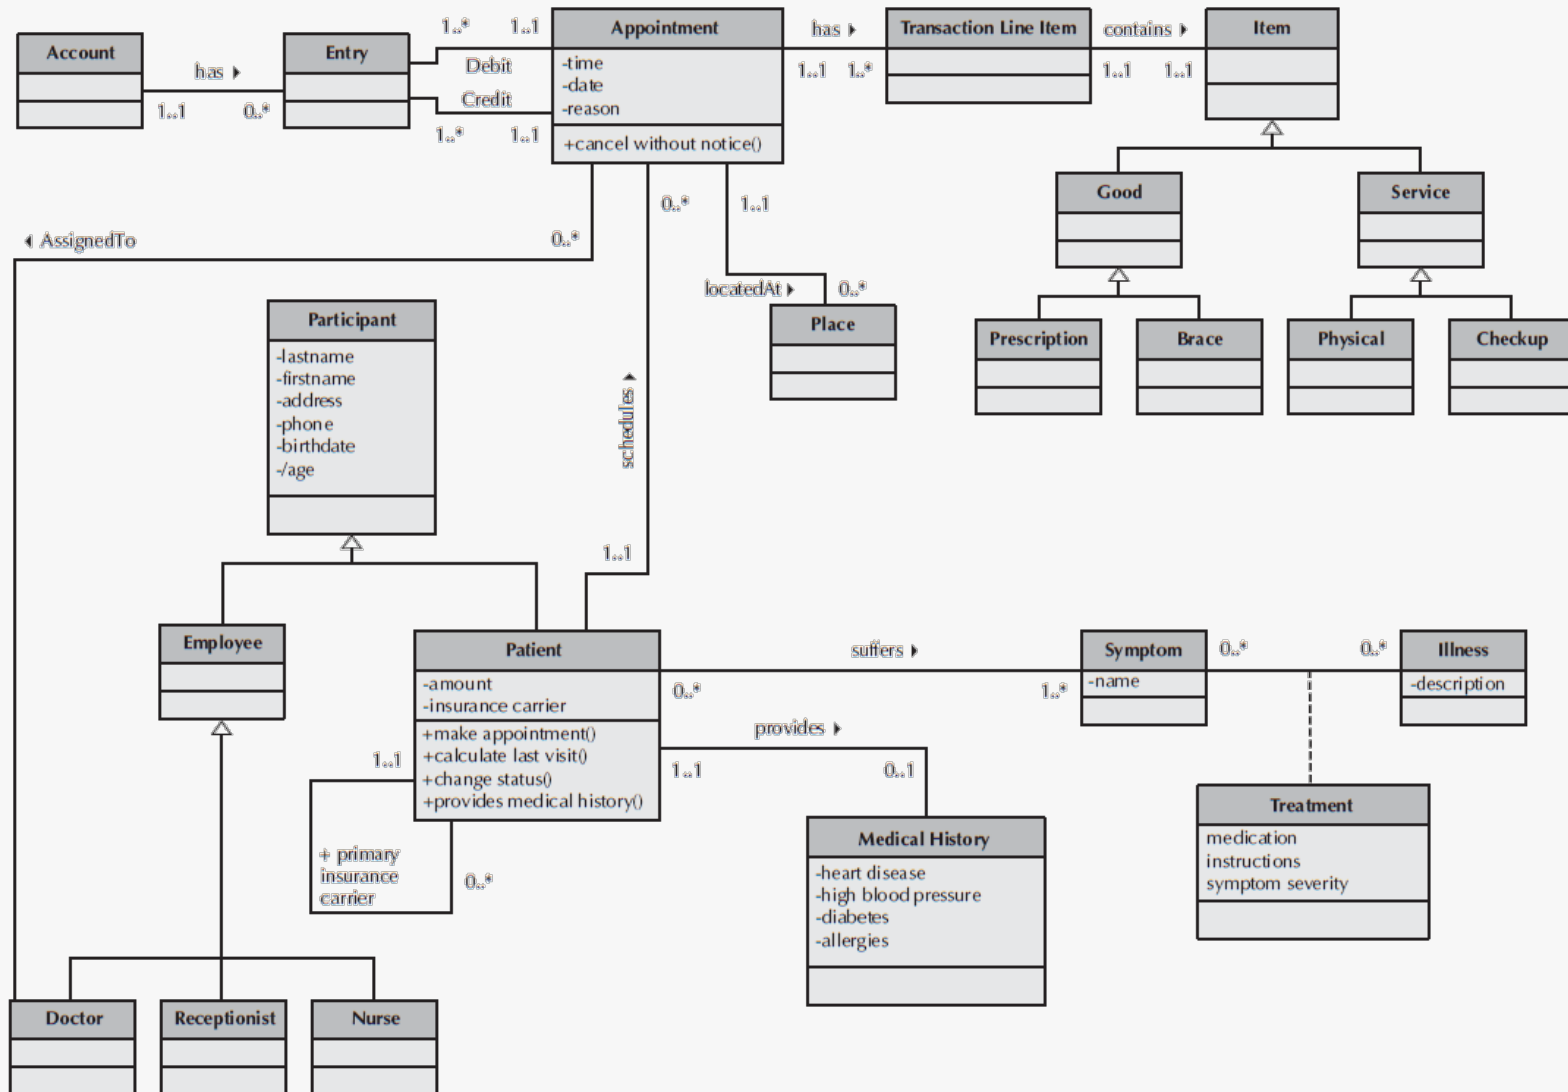 Account
has ▶
1..1
0..*
Entry
1..*
1..1
Debit
Credit
1..*
1..1
Appointment
-time
-date
-reason
+cancel without notice()
has ▶
1..1
1..*
Transaction Line Item
contains ▶
1..1
1..1
Item
Good
Service
Prescription
Brace
Physical
Checkup
◀ AssignedTo
0..*
0..*
1..1
locatedAt ▶
0..*
Place
schedules ▶
1..1
Participant
-lastname
-firstname
-address
-phone
-birthdate
-/age
Employee
Patient
-amount
-insurance carrier
+make appointment()
+calculate last visit()
+change status()
+provides medical history()
1..1
+ primary
insurance
carrier
0..*
suffers ▶
0..*
1..*
Symptom
-name
0..*
0..*
Illness
-description
provides ▶
1..1
0..1
Medical History
-heart disease
-high blood pressure
-diabetes
-allergies
Treatment
medication
instructions
symptom severity
Doctor
Receptionist
Nurse